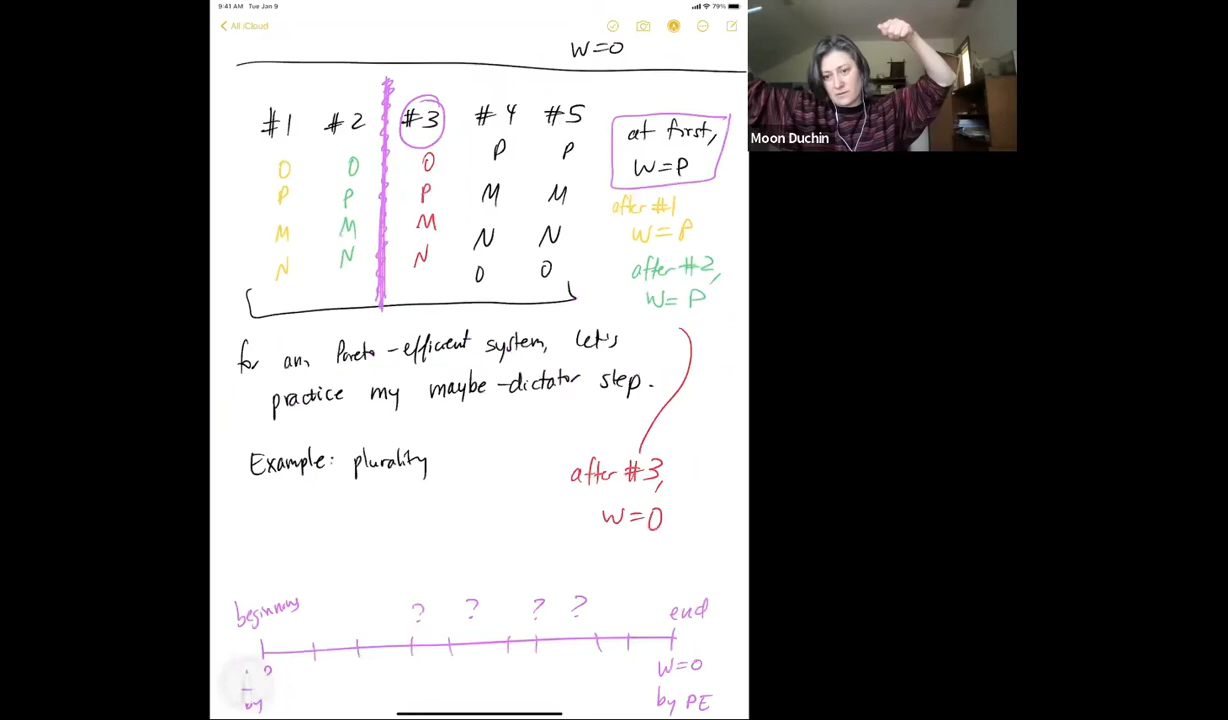 9:41 AM Tue Jan 9
79%
All iCloud
W=O
#1 #2 #3 #4 #5
O O O P P
P P P M M
M M M N N
N N N O O
at first,
W=P
after #1
W=P
after #2,
W=P
for any Pareto-efficient system, let's
practice my maybe-dictator step.
Example: plurality
after #3,
W=O
beginning ? ? ? ? end
W=O
by PE
Moon Duchin